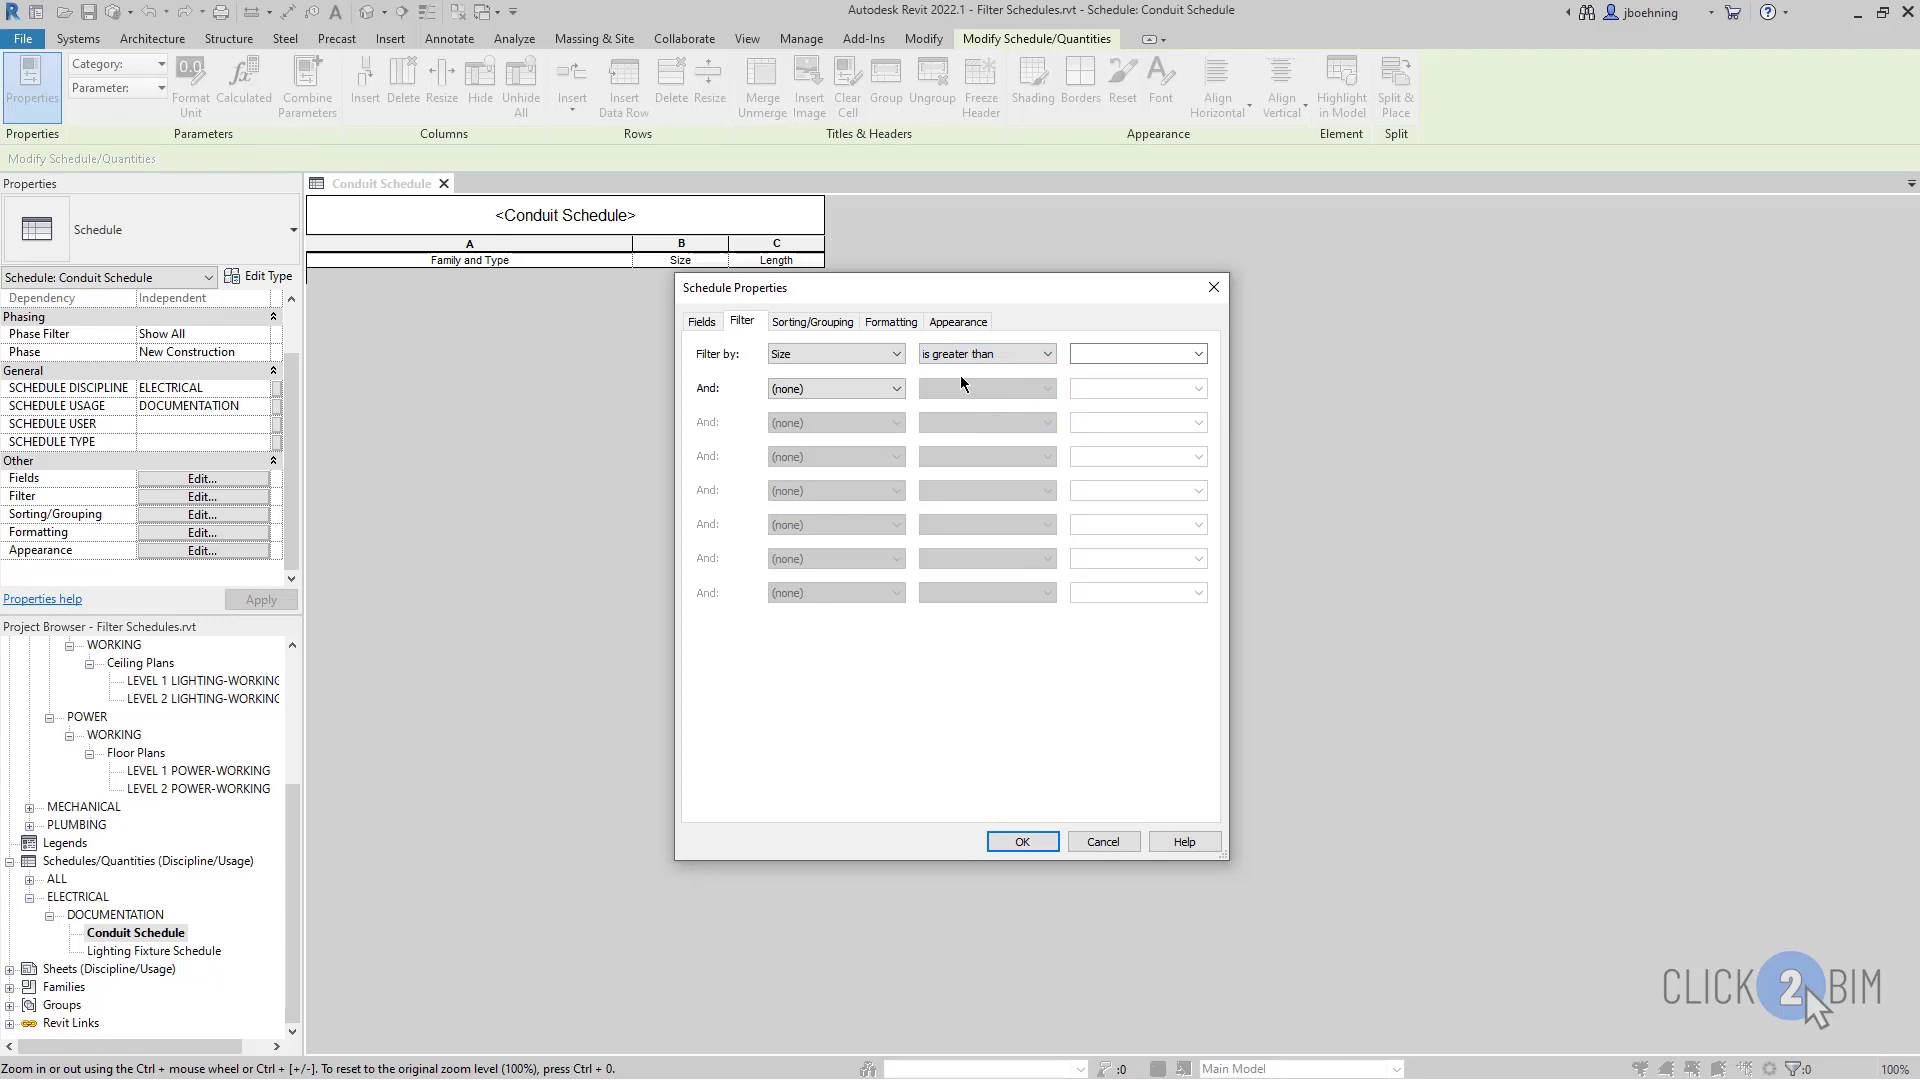 Autodesk Revit 2022.1 - Filter Schedules.rvt - Schedule: Conduit Schedule
jboehning
File Systems Architecture Structure Steel Precast Insert Annotate Analyze Massing & Site Collaborate View Manage Add-Ins Modify Modify Schedule/Quantities
Category:
Parameter:
Properties
Format Unit
Calculated
Combine Parameters
Insert Delete Resize Hide Unhide All
Insert
Insert Data Row
Delete Resize
Merge Unmerge
Insert Image
Clear Cell
Group Ungroup
Freeze Header
Shading Borders Reset Font
Align Horizontal
Align Vertical
Highlight in Model
Split & Place
Properties Parameters Columns Rows Titles & Headers Appearance Element Split
Modify Schedule/Quantities
Properties
Schedule
Schedule: Conduit Schedule
Edit Type
Dependency Independent
Phasing
Phase Filter Show All
Phase New Construction
General
SCHEDULE DISCIPLINE ELECTRICAL
SCHEDULE USAGE DOCUMENTATION
SCHEDULE USER
SCHEDULE TYPE
Other
Fields Edit...
Filter Edit...
Sorting/Grouping Edit...
Formatting Edit...
Appearance Edit...
Properties help
Apply
Project Browser - Filter Schedules.rvt
WORKING
Ceiling Plans
LEVEL 1 LIGHTING-WORKING
LEVEL 2 LIGHTING-WORKING
POWER
WORKING
Floor Plans
LEVEL 1 POWER-WORKING
LEVEL 2 POWER-WORKING
MECHANICAL
PLUMBING
Legends
Schedules/Quantities (Discipline/Usage)
ALL
ELECTRICAL
DOCUMENTATION
Conduit Schedule
Lighting Fixture Schedule
Sheets (Discipline/Usage)
Families
Groups
Revit Links
Conduit Schedule
<Conduit Schedule>
A B C
Family and Type Size Length
Schedule Properties
Fields Filter Sorting/Grouping Formatting Appearance
Filter by: Size is greater than
And: (none)
And: (none)
And: (none)
And: (none)
And: (none)
And: (none)
And: (none)
OK Cancel Help
CLICK 2 BIM
Zoom in or out using the Ctrl + mouse wheel or Ctrl + [+/-]. To reset to the original zoom level (100%), press Ctrl + 0.
:0
Main Model
:0
100%